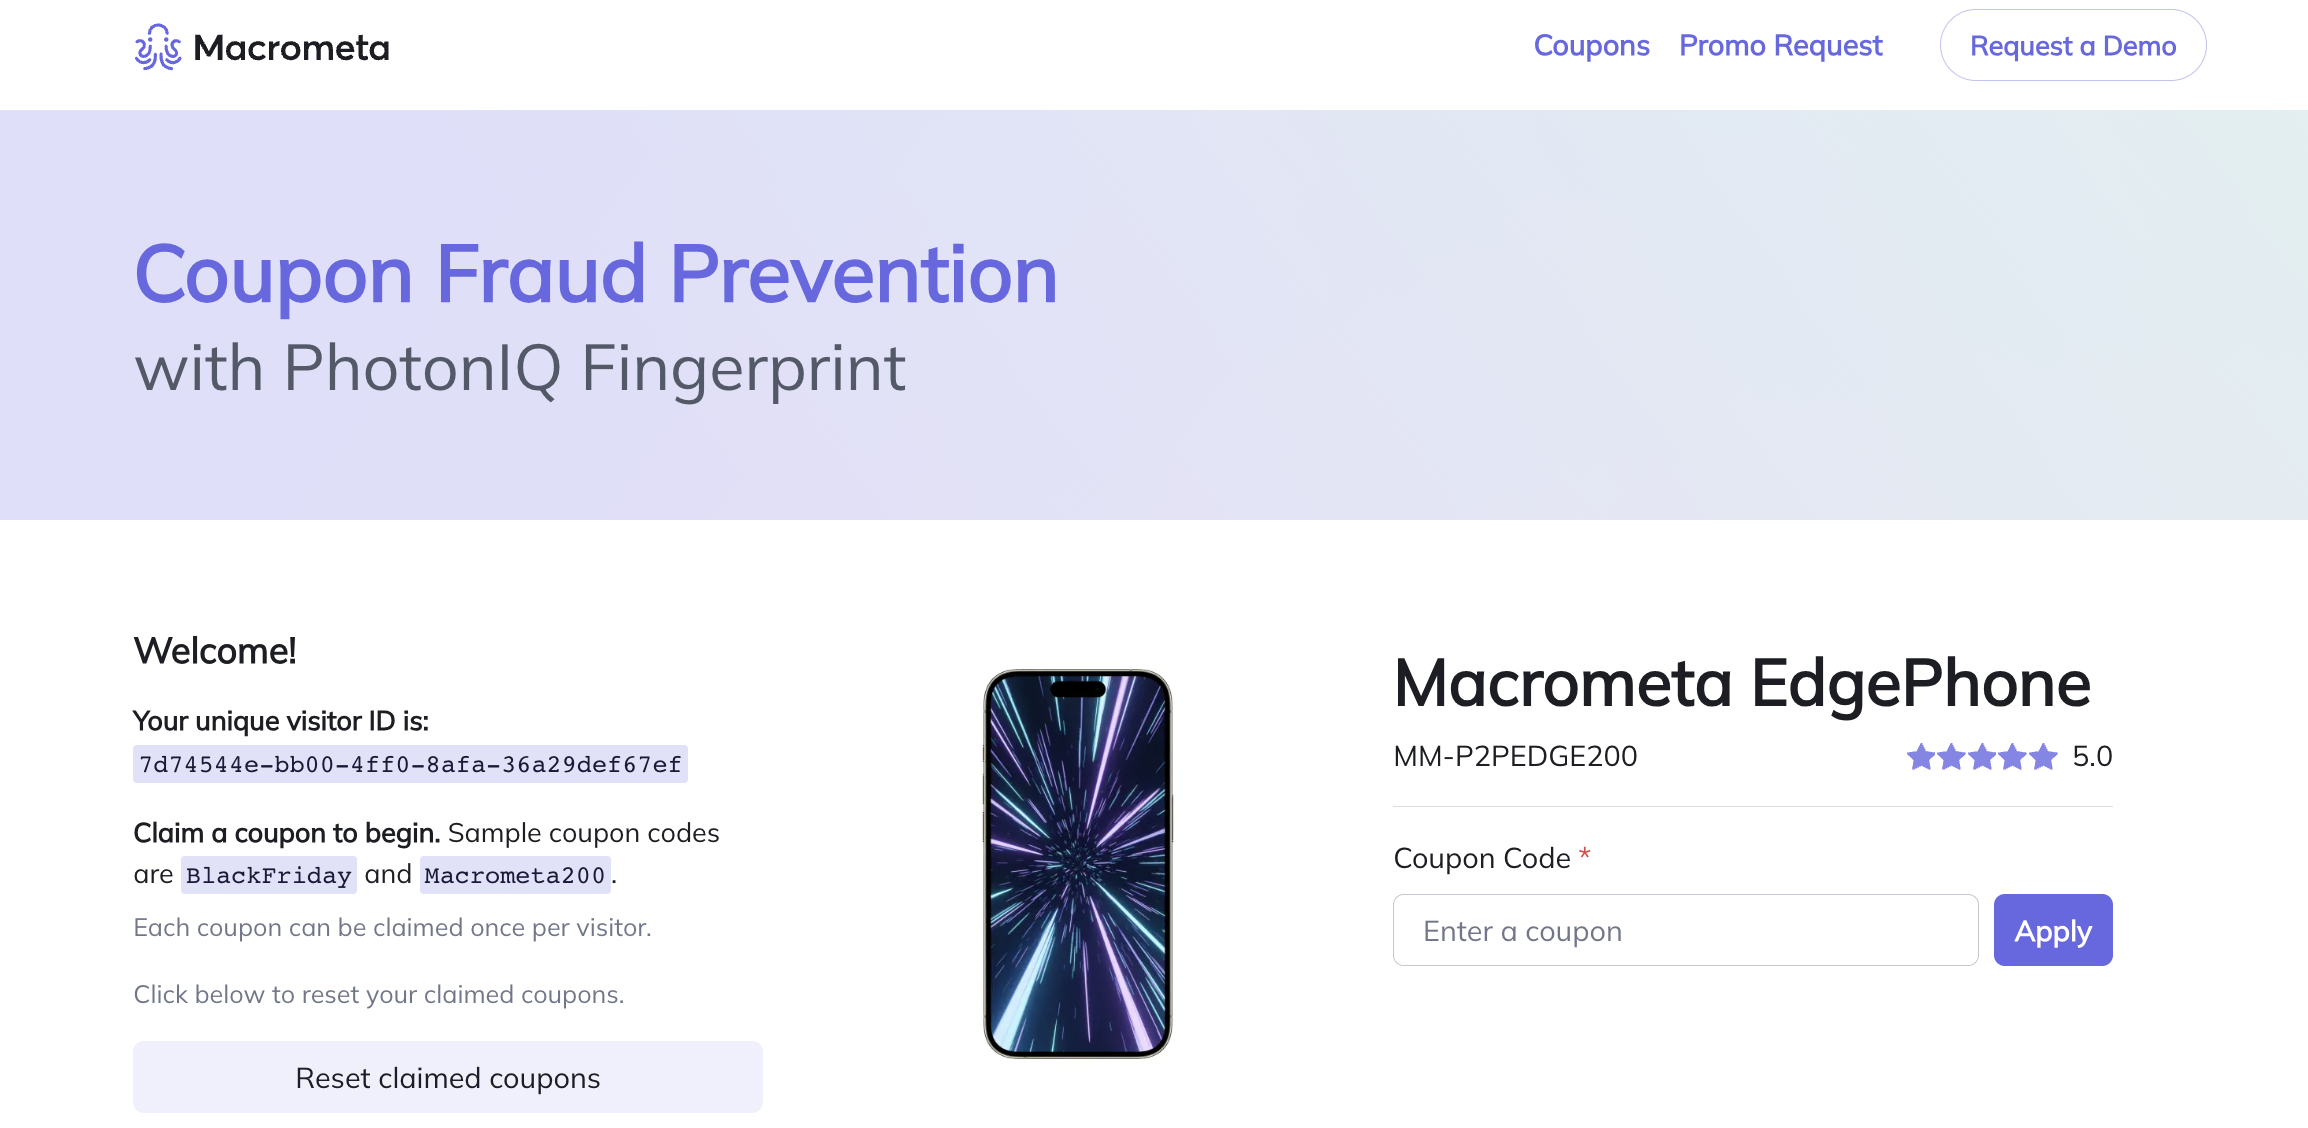 Macrometa
Coupons
Promo Request
Request a Demo
Coupon Fraud Prevention
with PhotonIQ Fingerprint
Welcome!
Your unique visitor ID is:
7d74544e-bb00-4ff0-8afa-36a29def67ef
Claim a coupon to begin. Sample coupon codes
are BlackFriday and Macrometa200.
Each coupon can be claimed once per visitor.
Click below to reset your claimed coupons.
Reset claimed coupons
Macrometa EdgePhone
MM-P2PEDGE200
5.0
Coupon Code *
Enter a coupon
Apply